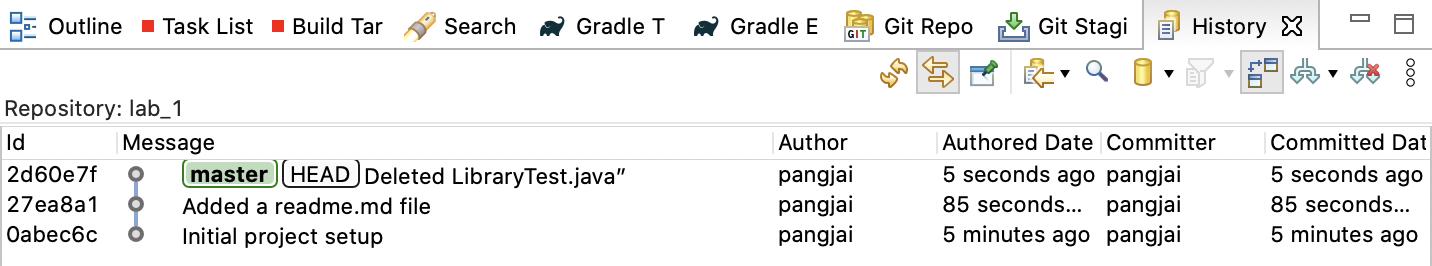 Outline Task List Build Tar Search Gradle T Gradle E GIT Git Repo Git Stagi History
Repository: lab_1
Id Message Author Authored Date Committer Committed Dat
2d60e7f master HEAD Deleted LibraryTest.java” pangjai 5 seconds ago pangjai 5 seconds ago
27ea8a1 Added a readme.md file pangjai 85 seconds... pangjai 85 seconds...
0abec6c Initial project setup pangjai 5 minutes ago pangjai 5 minutes ago